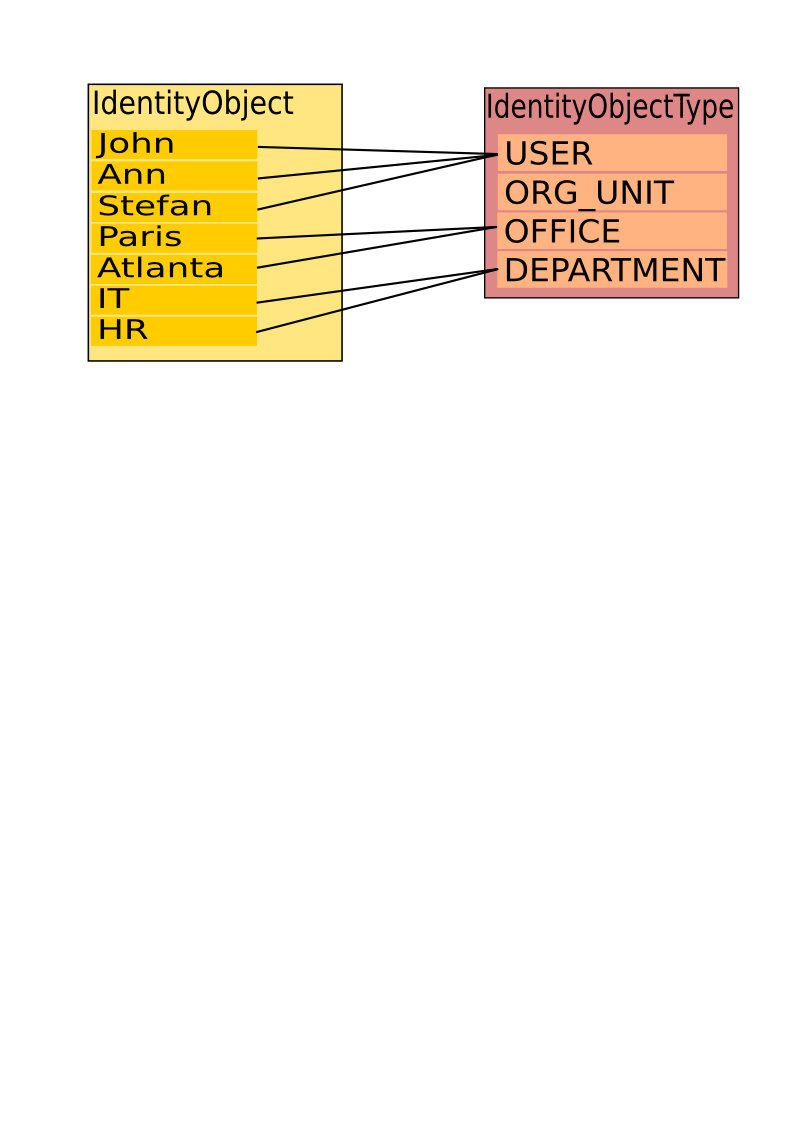 IdentityObject
John
Ann
Stefan
Paris
Atlanta
IT
HR
IdentityObjectType
USER
ORG_UNIT
OFFICE
DEPARTMENT